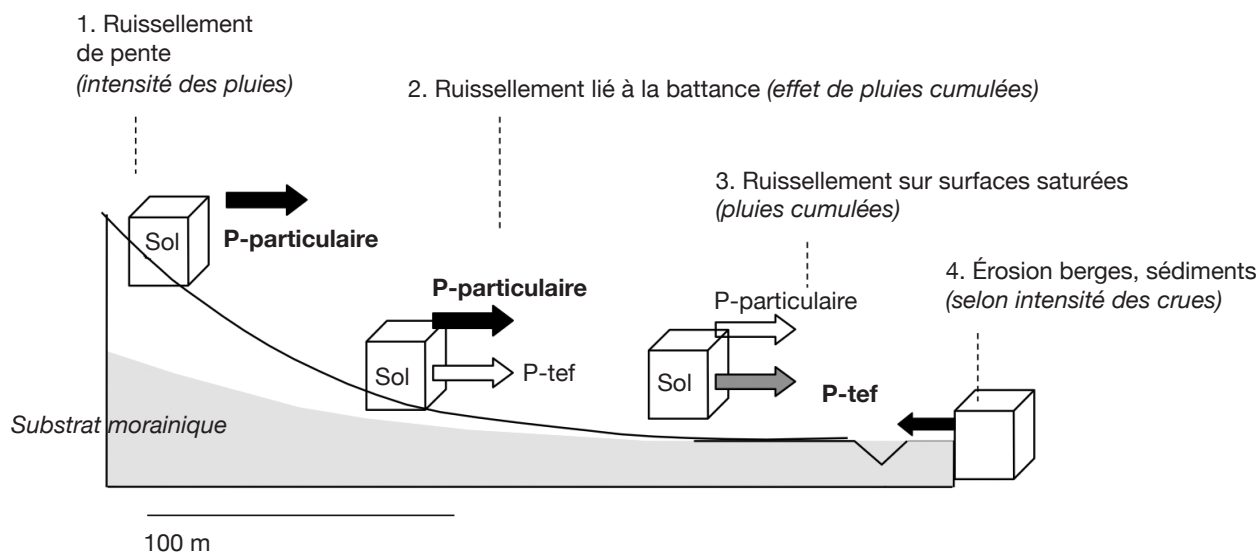 1. Ruissellement
de pente
(intensité des pluies)
2. Ruissellement lié à la battance (effet de pluies cumulées)
3. Ruissellement sur surfaces saturées
(pluies cumulées)
4. Érosion berges, sédiments
(selon intensité des crues)
Sol
P-particulaire
P-particulaire
Sol
P-tef
P-particulaire
Sol
P-tef
Substrat morainique
100 m